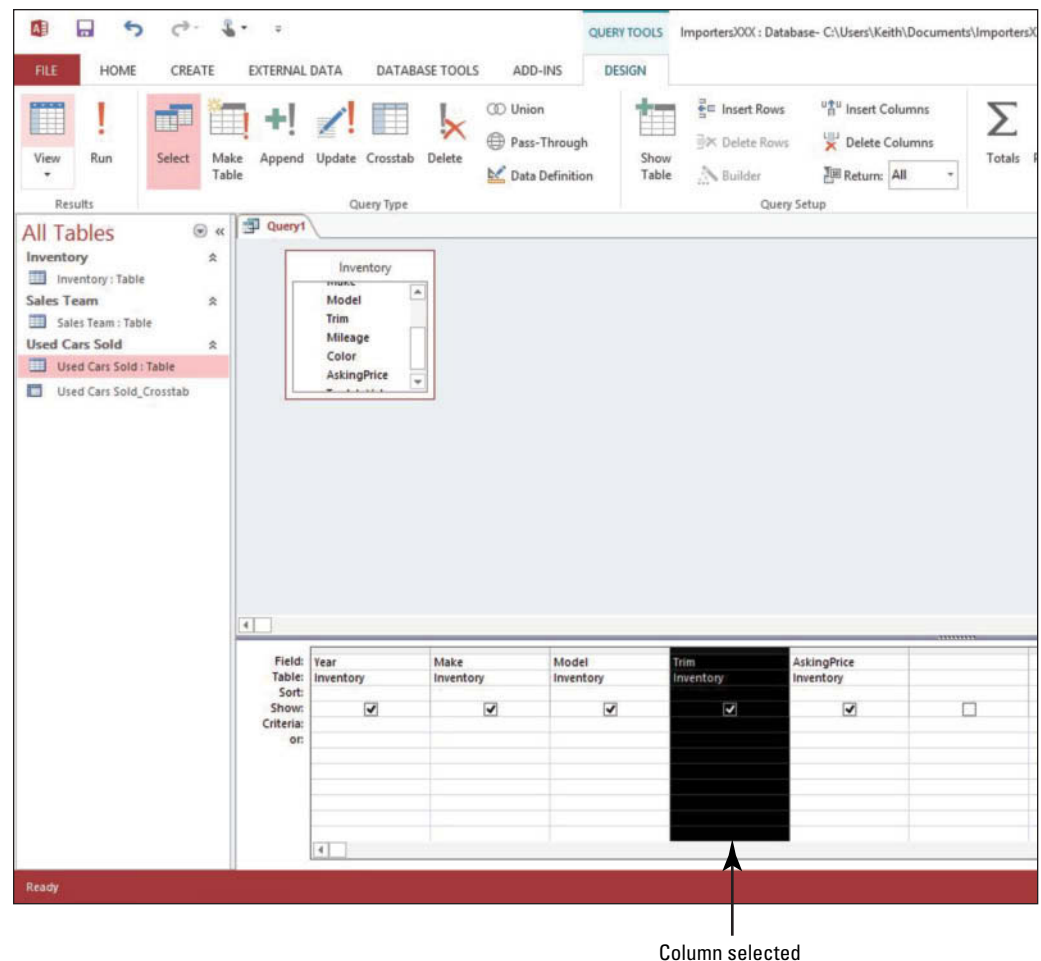 QUERY TOOLS ImportersXXX : Database- C:\Users\Keith\Documents\ImportersX
FILE HOME CREATE EXTERNAL DATA DATABASE TOOLS ADD-INS DESIGN
View Run Select Make Table Append Update Crosstab Delete
Union
Pass-Through
Data Definition
Show Table
Insert Rows
Delete Rows
Builder
Insert Columns
Delete Columns
Return: All
Totals
Results Query Type Query Setup
All Tables
Inventory
Inventory : Table
Sales Team
Sales Team : Table
Used Cars Sold
Used Cars Sold : Table
Used Cars Sold_Crosstab
Query1
Inventory
Make
Model
Trim
Mileage
Color
AskingPrice
Field: Year Make Model Trim AskingPrice
Table: Inventory Inventory Inventory Inventory Inventory
Sort:
Show:
Criteria:
or:
Ready
Column selected